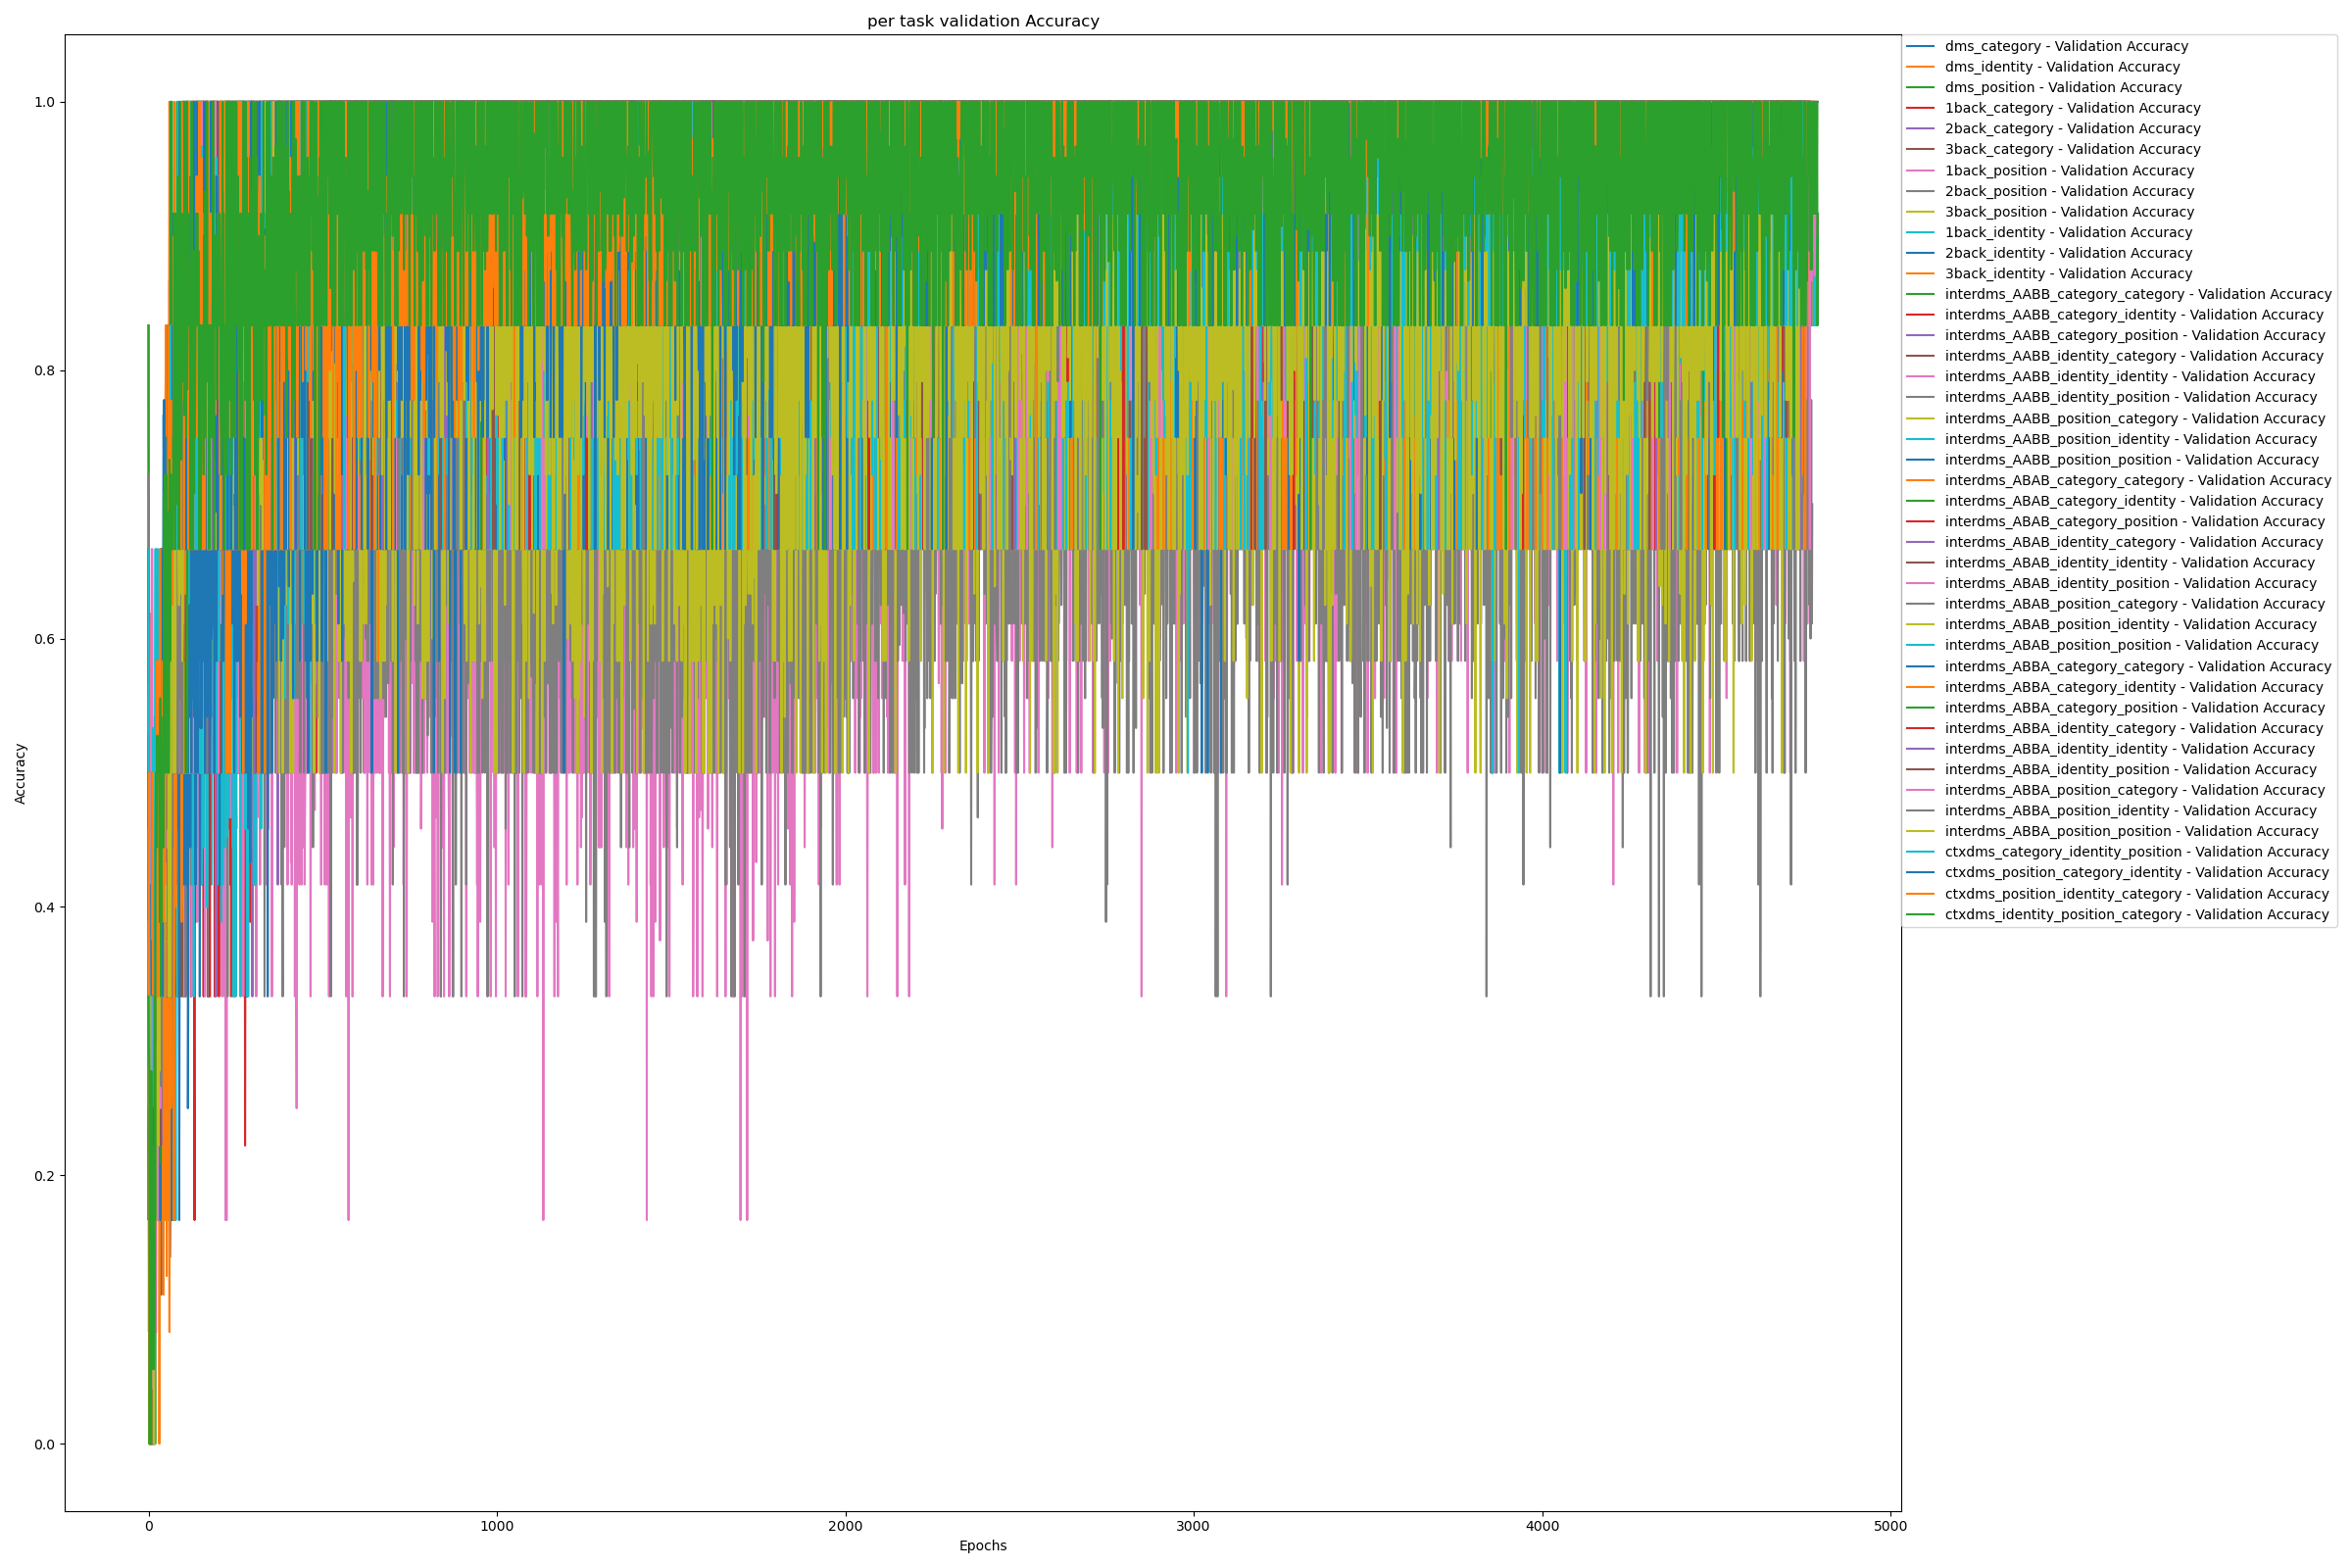 per task validation Accuracy
1.0
0.8
0.6
0.4
0.2
0.0
Accuracy
0
1000
2000
3000
4000
5000
Epochs
dms_category - Validation Accuracy
dms_identity - Validation Accuracy
dms_position - Validation Accuracy
1back_category - Validation Accuracy
2back_category - Validation Accuracy
3back_category - Validation Accuracy
1back_position - Validation Accuracy
2back_position - Validation Accuracy
3back_position - Validation Accuracy
1back_identity - Validation Accuracy
2back_identity - Validation Accuracy
3back_identity - Validation Accuracy
interdms_AABB_category_category - Validation Accuracy
interdms_AABB_category_identity - Validation Accuracy
interdms_AABB_category_position - Validation Accuracy
interdms_AABB_identity_category - Validation Accuracy
interdms_AABB_identity_identity - Validation Accuracy
interdms_AABB_identity_position - Validation Accuracy
interdms_AABB_position_category - Validation Accuracy
interdms_AABB_position_identity - Validation Accuracy
interdms_AABB_position_position - Validation Accuracy
interdms_ABAB_category_category - Validation Accuracy
interdms_ABAB_category_identity - Validation Accuracy
interdms_ABAB_category_position - Validation Accuracy
interdms_ABAB_identity_category - Validation Accuracy
interdms_ABAB_identity_identity - Validation Accuracy
interdms_ABAB_identity_position - Validation Accuracy
interdms_ABAB_position_category - Validation Accuracy
interdms_ABAB_position_identity - Validation Accuracy
interdms_ABAB_position_position - Validation Accuracy
interdms_ABBA_category_category - Validation Accuracy
interdms_ABBA_category_identity - Validation Accuracy
interdms_ABBA_category_position - Validation Accuracy
interdms_ABBA_identity_category - Validation Accuracy
interdms_ABBA_identity_identity - Validation Accuracy
interdms_ABBA_identity_position - Validation Accuracy
interdms_ABBA_position_category - Validation Accuracy
interdms_ABBA_position_identity - Validation Accuracy
interdms_ABBA_position_position - Validation Accuracy
ctxdms_category_identity_position - Validation Accuracy
ctxdms_position_category_identity - Validation Accuracy
ctxdms_position_identity_category - Validation Accuracy
ctxdms_identity_position_category - Validation Accuracy